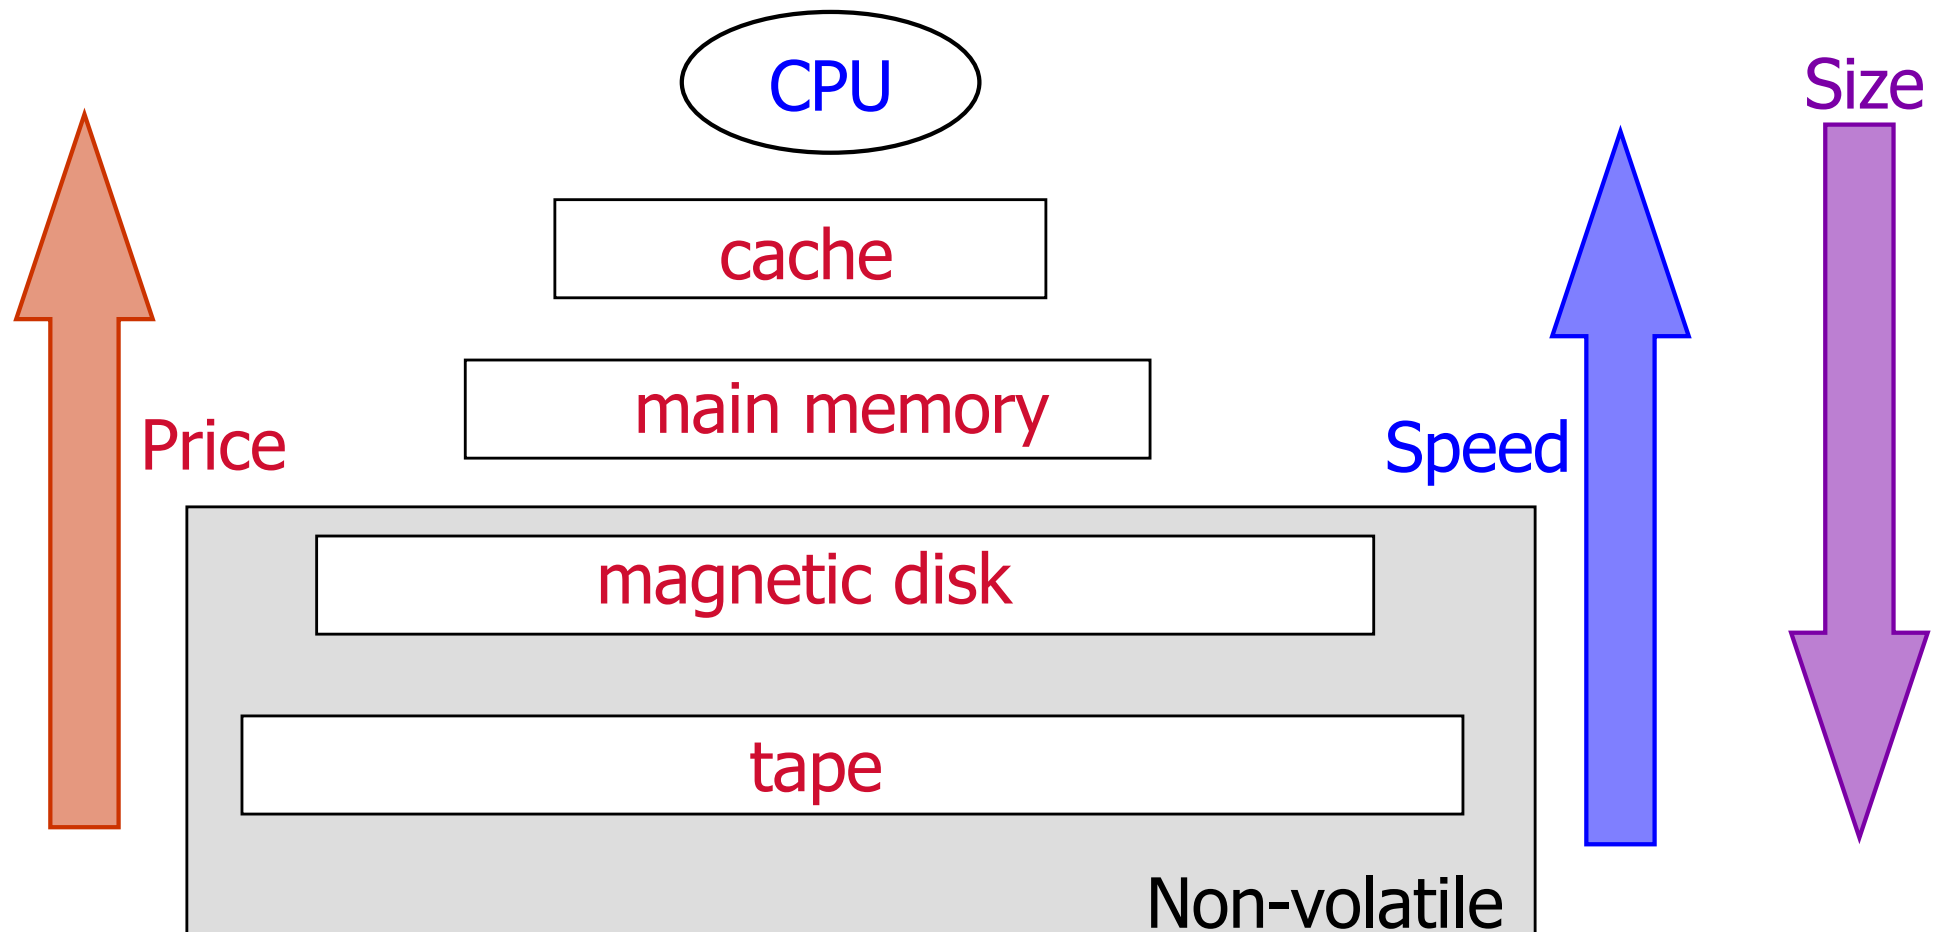 CPU
Size
cache
main memory
Price
Speed
magnetic disk
tape
Non-volatile